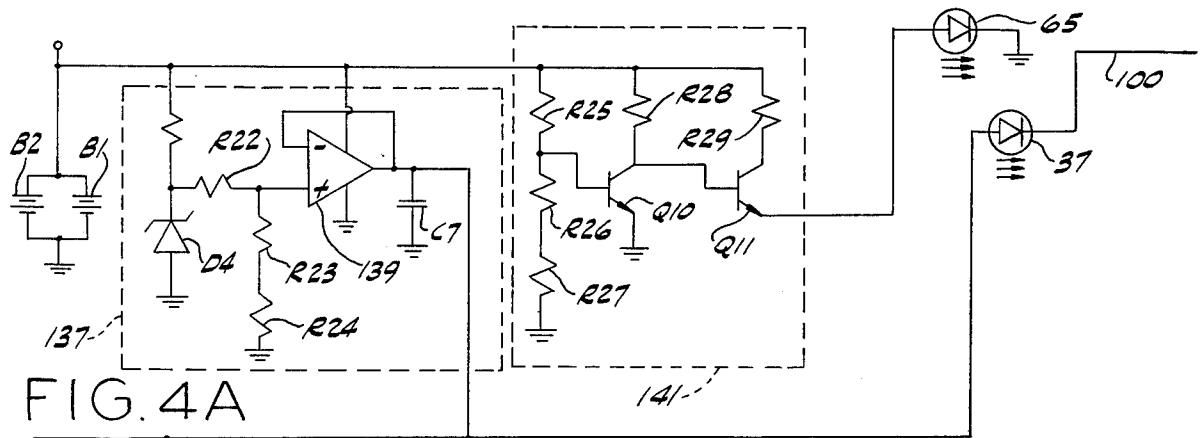 65
100
R25
R28
R29
37
B2
B1
R22
-
+
Q10
Q11
C7
R26
D4
R23
139
R27
137
R24
141
FIG. 4A